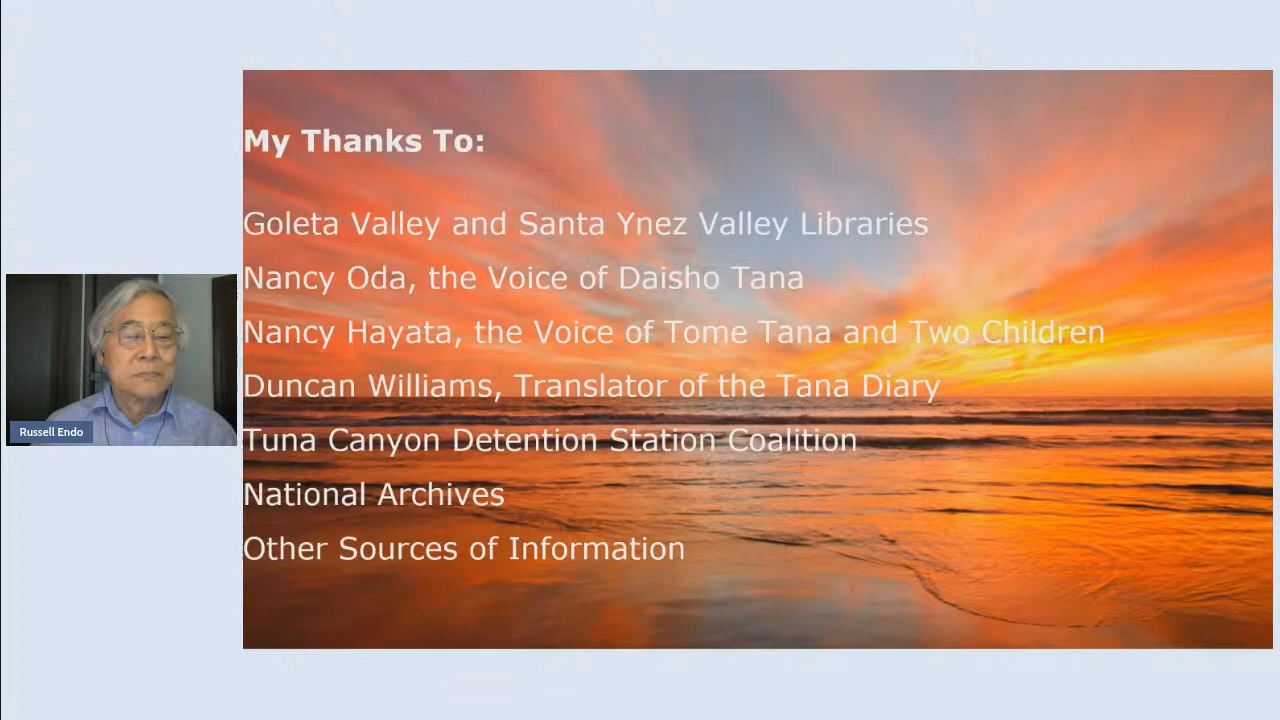 My Thanks To:
Goleta Valley and Santa Ynez Valley Libraries
Nancy Oda, the Voice of Daisho Tana
Nancy Hayata, the Voice of Tome Tana and Two Children
Duncan Williams, Translator of the Tana Diary
Tuna Canyon Detention Station Coalition
National Archives
Other Sources of Information
Russell Endo